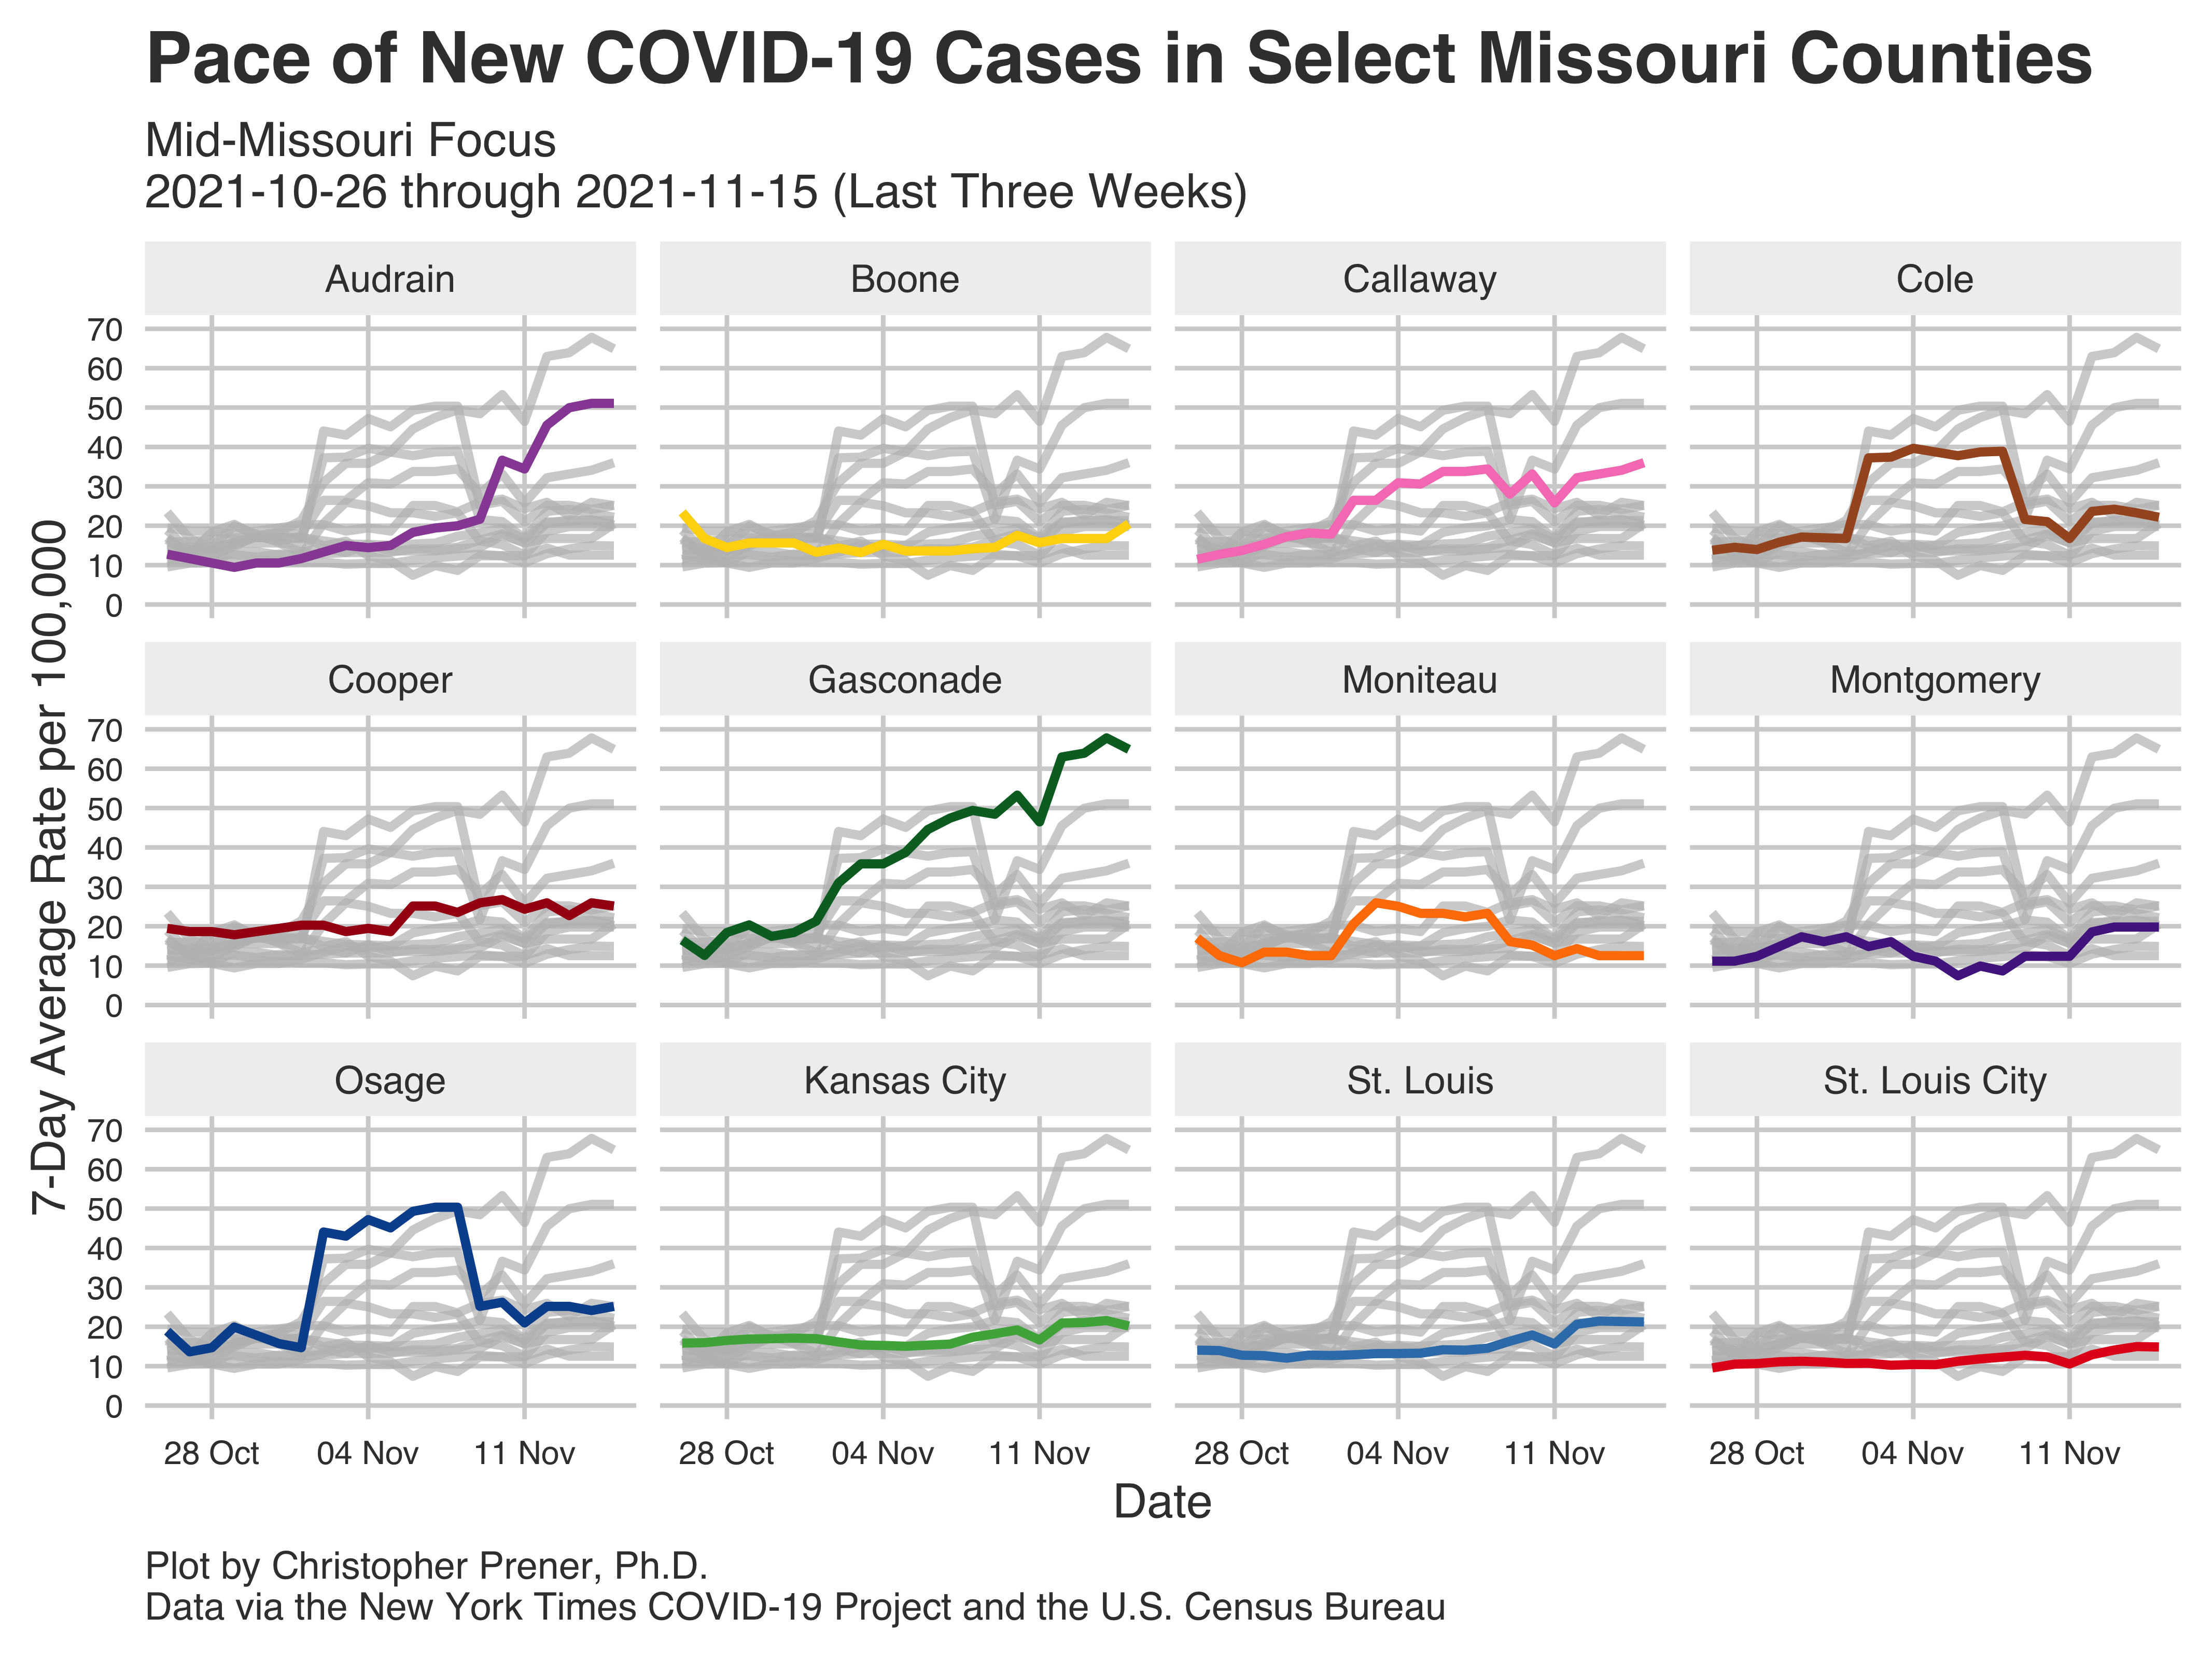 Pace of New COVID-19 Cases in Select Missouri Counties
Mid-Missouri Focus
2021-10-26 through 2021-11-15 (Last Three Weeks)
7-Day Average Rate per 100,000
Audrain
Boone
Callaway
Cole
70
60
50
40
30
20
10
0
Cooper
Gasconade
Moniteau
Montgomery
70
60
50
40
30
20
10
0
Osage
Kansas City
St. Louis
St. Louis City
70
60
50
40
30
20
10
0
28 Oct 04 Nov 11 Nov
28 Oct 04 Nov 11 Nov
28 Oct 04 Nov 11 Nov
28 Oct 04 Nov 11 Nov
Date
Plot by Christopher Prener, Ph.D.
Data via the New York Times COVID-19 Project and the U.S. Census Bureau